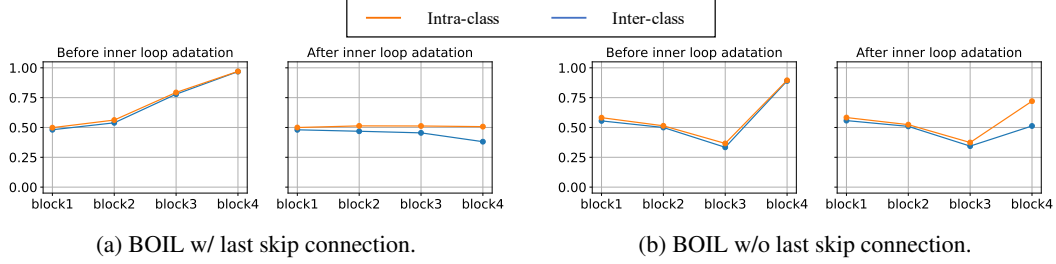 Intra-class Inter-class
Before inner loop adatation After inner loop adatation Before inner loop adatation After inner loop adatation
1.00 1.00
0.75 0.75
0.50 0.50
0.25 0.25
0.00 0.00
block1 block2 block3 block4 block1 block2 block3 block4 block1 block2 block3 block4 block1 block2 block3 block4
(a) BOIL w/ last skip connection. (b) BOIL w/o last skip connection.